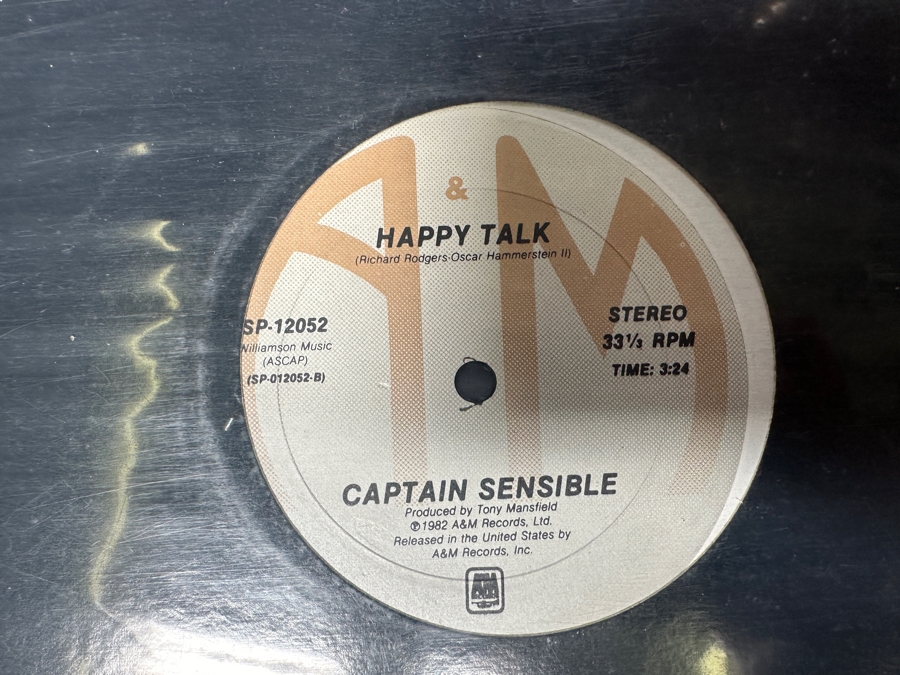 A&M
HAPPY TALK
(Richard Rodgers-Oscar Hammerstein II)
SP-12052
Williamson Music
(ASCAP)
(SP-012052-B)
STEREO
33⅓ RPM
TIME: 3:24
CAPTAIN SENSIBLE
Produced by Tony Mansfield
℗1982 A&M Records, Ltd.
Released in the United States by
A&M Records, Inc.